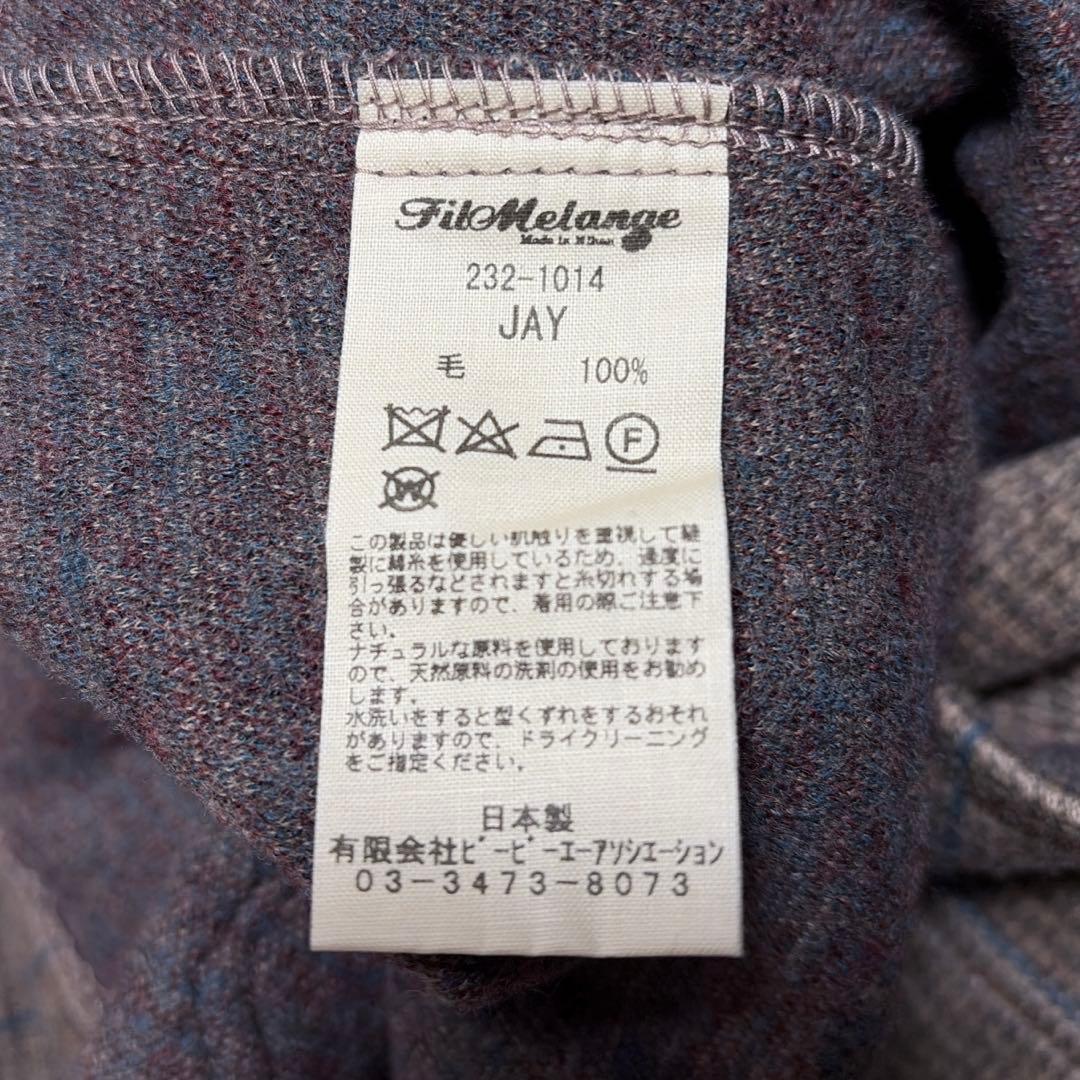 FilMelange
Made in Nihon
232-1014
JAY
毛 100%
F
W
この製品は優しい肌触りを重視して縫
製に綿糸を使用しているため、過度に
引っ張るなどされますと糸切れする場
合がありますので、着用の際ご注意下
さい。
ナチュラルな原料を使用しております
ので、天然原料の洗剤の使用をお勧め
します。
水洗いをすると型くずれをするおそれ
がありますので、ドライクリーニング
をご指定ください。
日本製
有限会社ビーピーエーアソシエーション
03-3473-8073